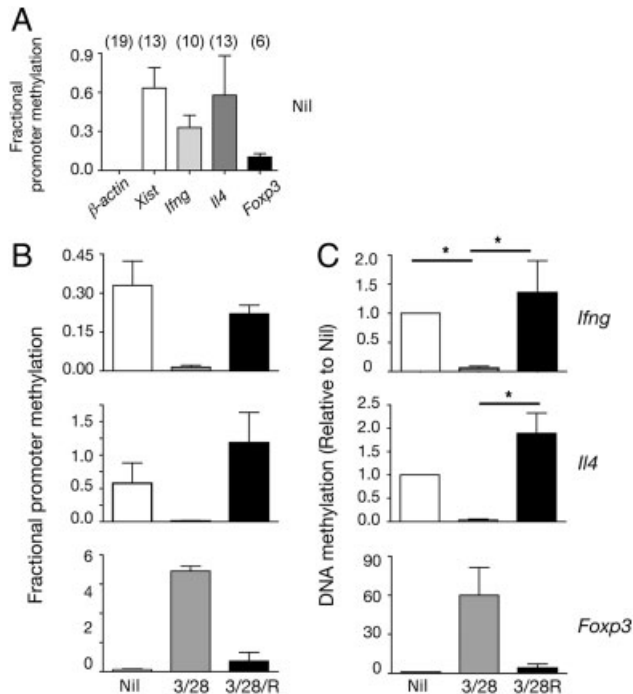 A
(19) (13) (10) (13) (6)
Fractional
promoter methylation
0.9
0.6
0.3
0.0
β-actin Xist Ifng Il4 Foxp3
Nil
B
C
Fractional promoter methylation
0.45
0.30
0.15
0.00
DNA methylation (Relative to Nil)
2.0
1.5
1.0
0.5
0
* *
Ifng
1.5
1.0
0.5
0.0
2.5
2.0
1.5
1.0
0.5
0.0
*
Il4
6
4
2
0
Nil 3/28 3/28/R
90
60
30
0
Nil 3/28 3/28R
Foxp3